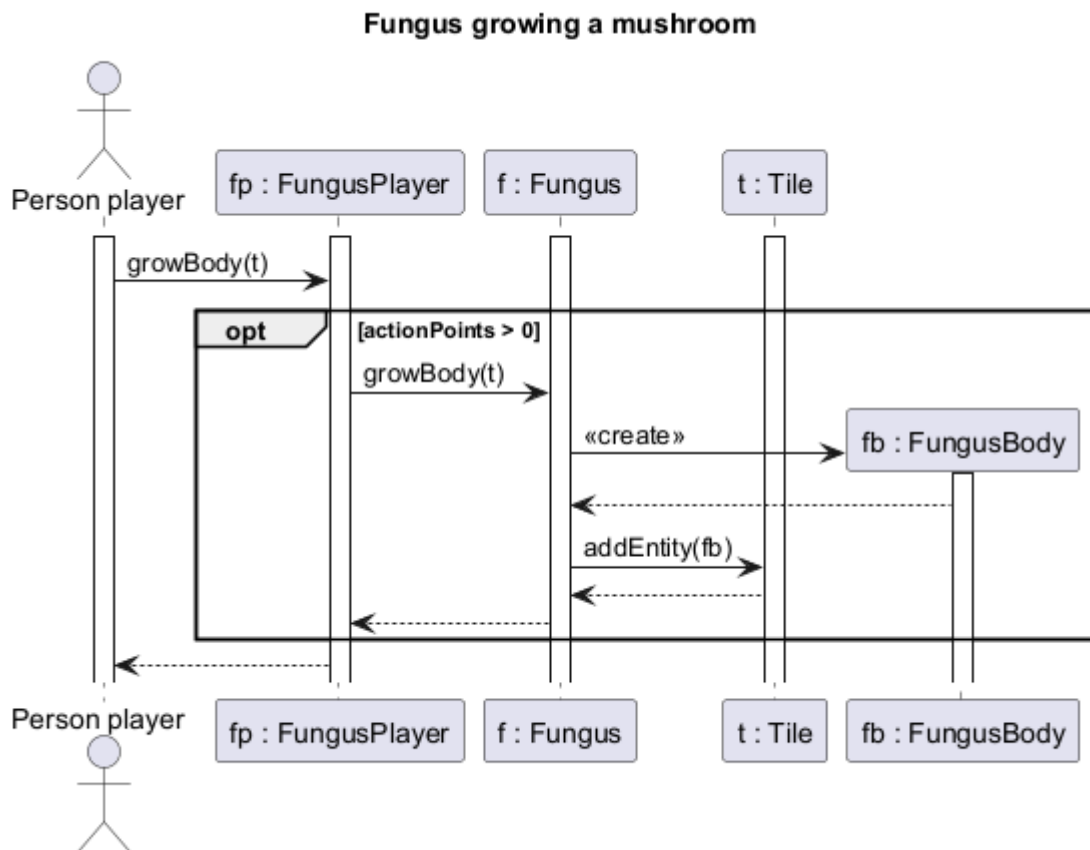 Fungus growing a mushroom
Person player
fp : FungusPlayer
f : Fungus
t : Tile
growBody(t)
opt
[actionPoints > 0]
growBody(t)
«create»
fb : FungusBody
addEntity(fb)
Person player
fp : FungusPlayer
f : Fungus
t : Tile
fb : FungusBody